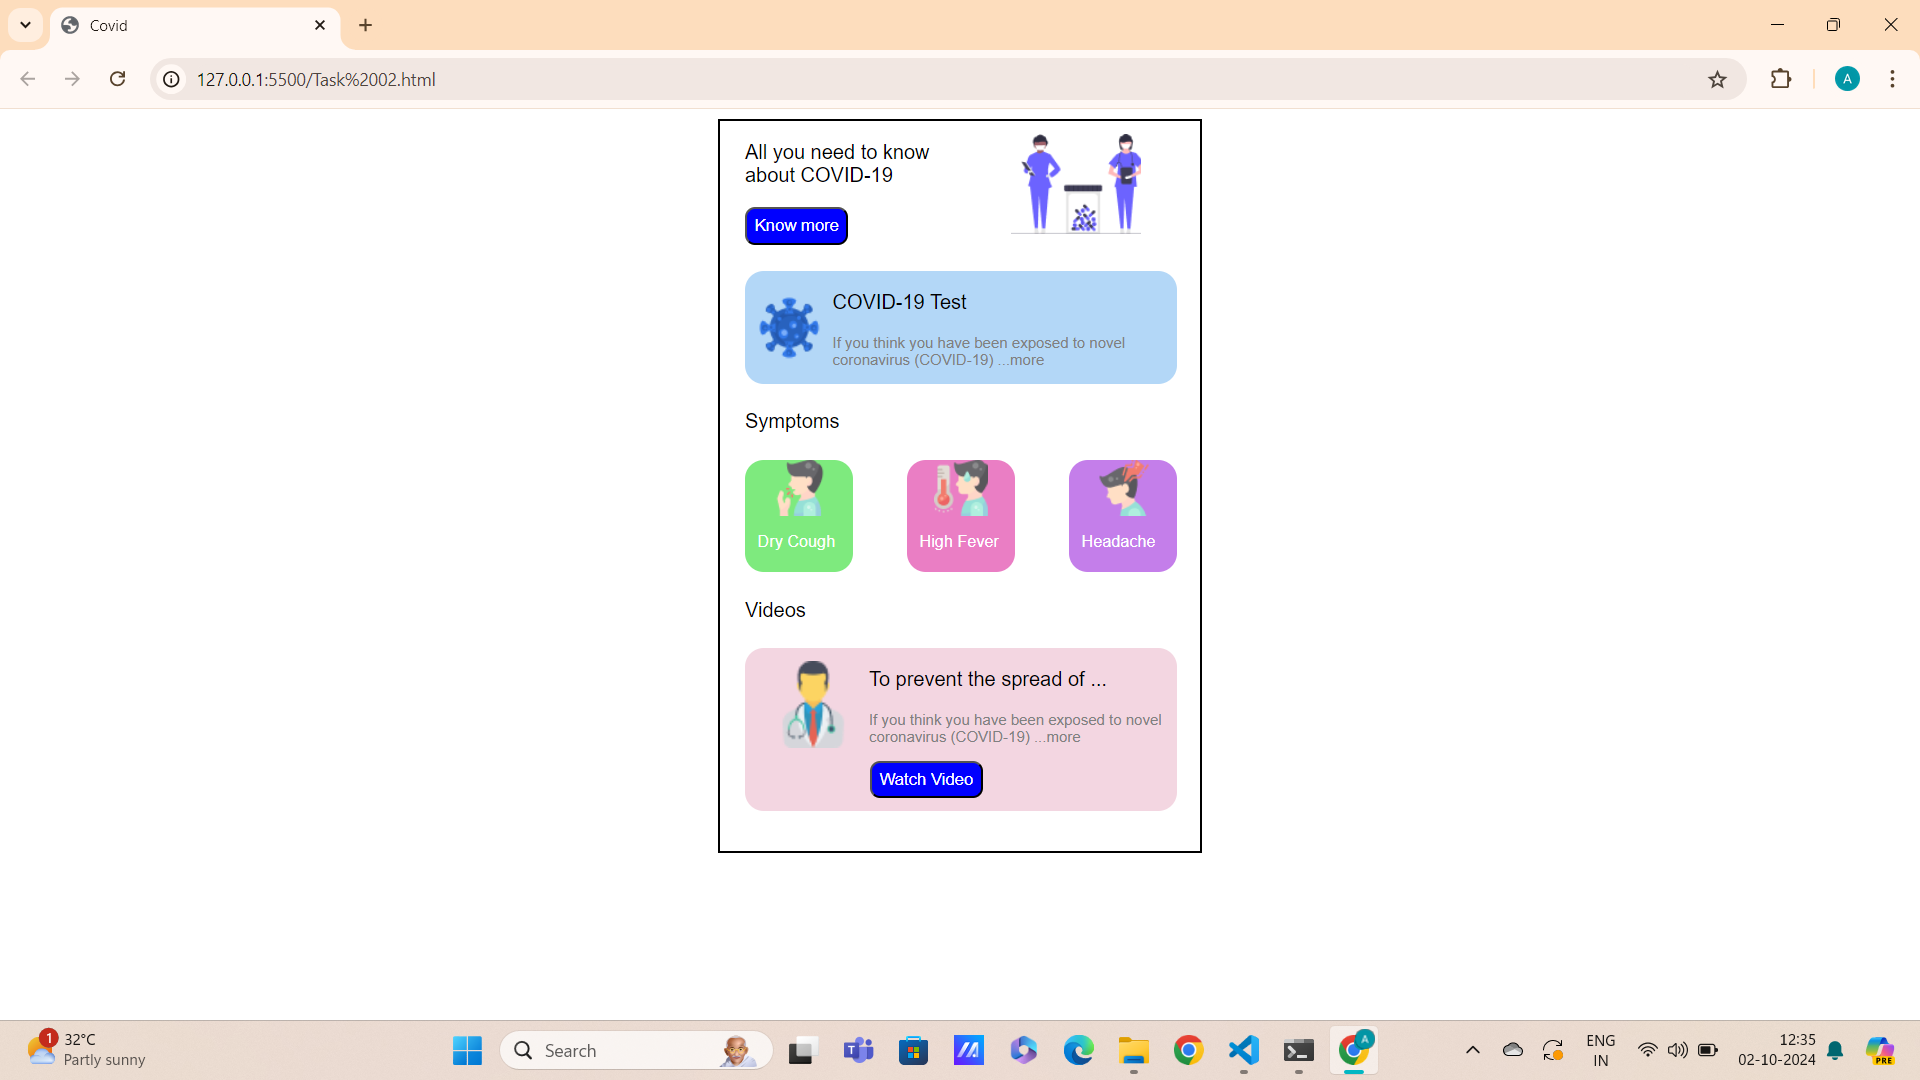 Covid
127.0.0.1:5500/Task%2002.html
A
All you need to know
about COVID-19
Know more
COVID-19 Test
If you think you have been exposed to novel
coronavirus (COVID-19) ...more
Symptoms
Dry Cough
High Fever
Headache
Videos
To prevent the spread of ...
If you think you have been exposed to novel
coronavirus (COVID-19) ...more
Watch Video
1
32°C
Partly sunny
Search
T
A
ENG
IN
12:35
02-10-2024
PRE